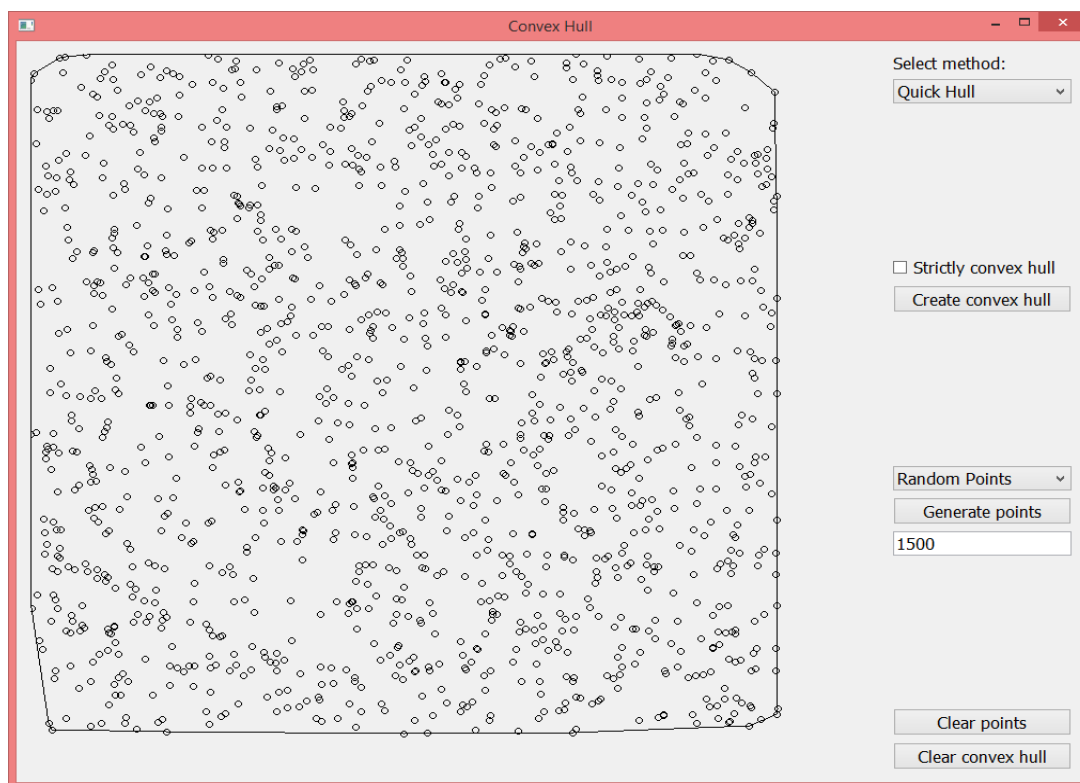 Convex Hull
Select method:
Quick Hull
Strictly convex hull
Create convex hull
Random Points
Generate points
1500
Clear points
Clear convex hull